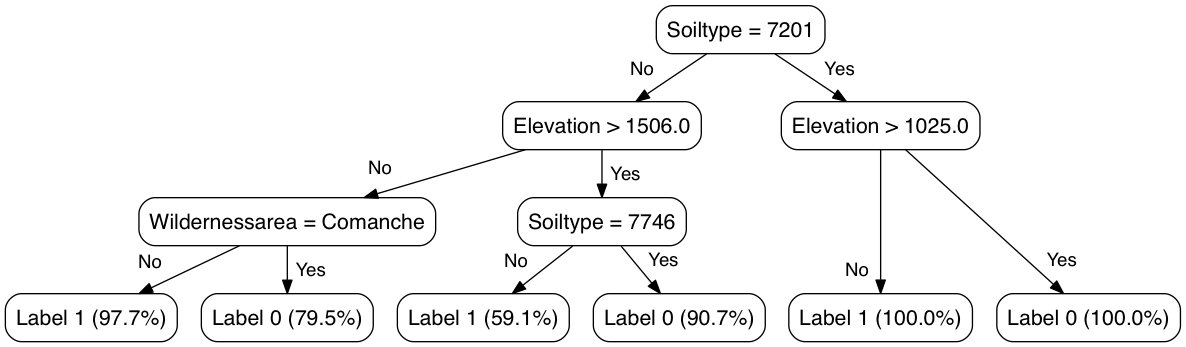 Soiltype = 7201
No
Yes
Elevation > 1506.0
Elevation > 1025.0
No
Yes
Wildernessarea = Comanche
Soiltype = 7746
No
Yes
No
Yes
No
Yes
Label 1 (97.7%)
Label 0 (79.5%)
Label 1 (59.1%)
Label 0 (90.7%)
Label 1 (100.0%)
Label 0 (100.0%)